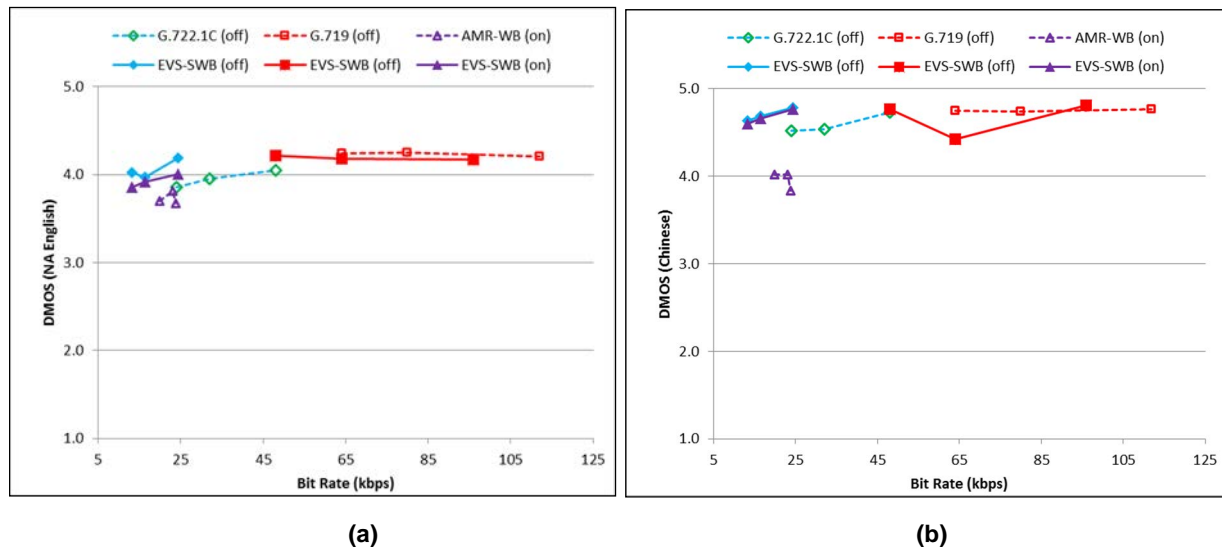 G.722.1C (off) G.719 (off) AMR-WB (on)
EVS-SWB (off) EVS-SWB (off) EVS-SWB (on)
5.0
4.0
3.0
2.0
1.0
DMOS (NA English)
5 25 45 65 85 105 125
Bit Rate (kbps)
(a)
G.722.1C (off) G.719 (off) AMR-WB (on)
EVS-SWB (off) EVS-SWB (off) EVS-SWB (on)
5.0
4.0
3.0
2.0
1.0
DMOS (Chinese)
5 25 45 65 85 105 125
Bit Rate (kbps)
(b)